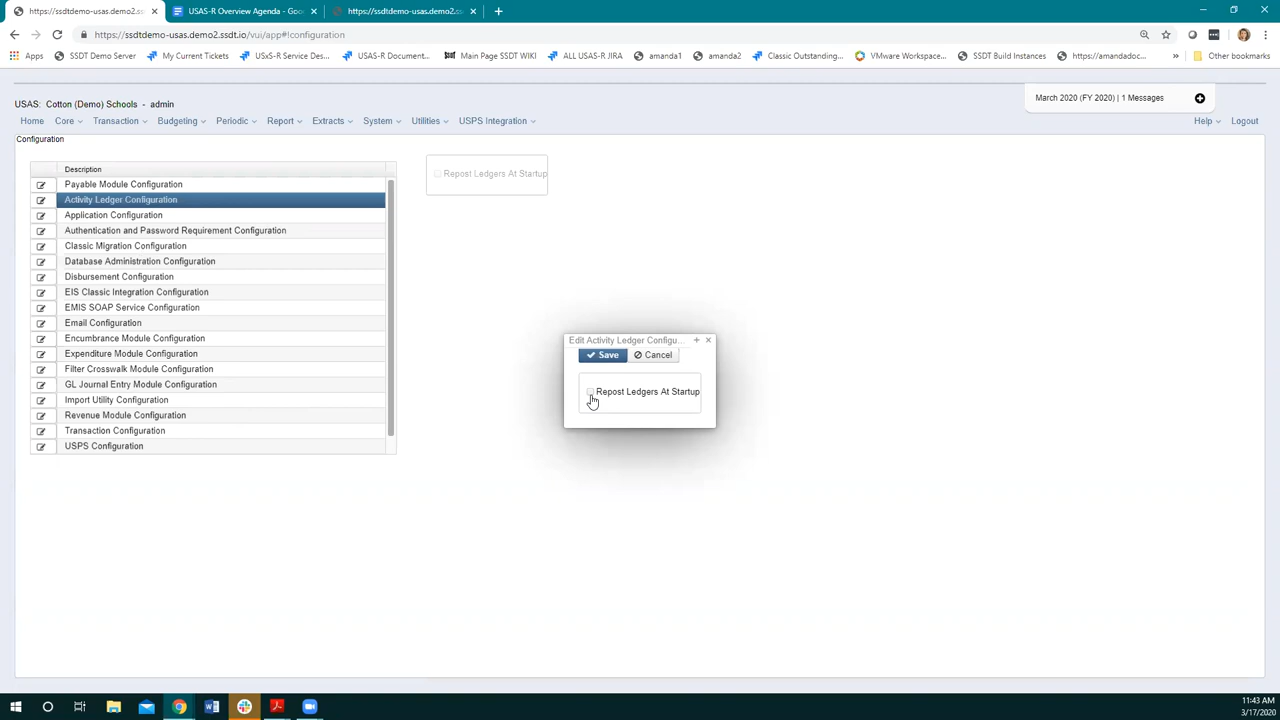 https://ssdtdemo-usas.demo2.ss...
USAS-R Overview Agenda - Goo
https://ssdtdemo-usas.demo2.ss...
https://ssdtdemo-usas.demo2.ssdt.io/vui/app#!configuration
Apps
SSDT Demo Server
My Current Tickets
USxS-R Service Des...
USAS-R Document...
Main Page SSDT WIKI
ALL USAS-R JIRA
amanda1
amanda2
Classic Outstanding...
VMware Workspace...
SSDT Build Instances
https://amandadoc...
»
Other bookmarks
USAS: Cotton (Demo) Schools - admin
March 2020 (FY 2020) | 1 Messages
Home Core Transaction Budgeting Periodic Report Extracts System Utilities USPS Integration Help Logout
Configuration
Description
Payable Module Configuration
Activity Ledger Configuration
Application Configuration
Authentication and Password Requirement Configuration
Classic Migration Configuration
Database Administration Configuration
Disbursement Configuration
EIS Classic Integration Configuration
EMIS SOAP Service Configuration
Email Configuration
Encumbrance Module Configuration
Expenditure Module Configuration
Filter Crosswalk Module Configuration
GL Journal Entry Module Configuration
Import Utility Configuration
Revenue Module Configuration
Transaction Configuration
USPS Configuration
Repost Ledgers At Startup
Edit Activity Ledger Configu...
Save Cancel
Repost Ledgers At Startup
11:43 AM
3/17/2020